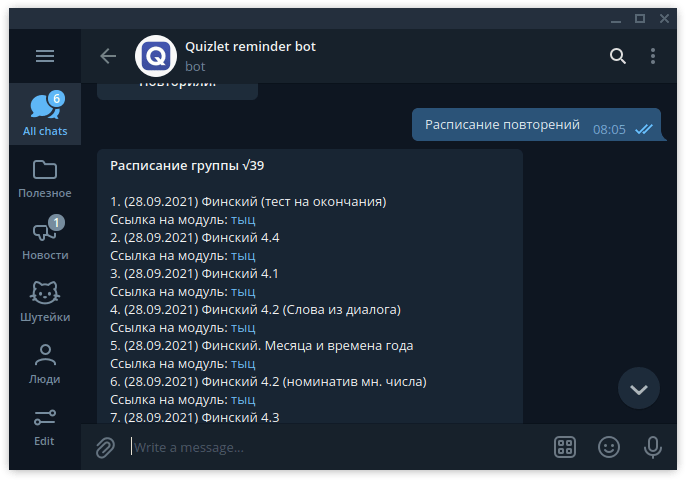 Quizlet reminder bot
bot
6
All chats
Полезное
1
Новости
Шутейки
Люди
Edit
Повторили!
Расписание повторений
08:05
Расписание группы √39
1. (28.09.2021) Финский (тест на окончания)
Ссылка на модуль: тыц
2. (28.09.2021) Финский 4.4
Ссылка на модуль: тыц
3. (28.09.2021) Финский 4.1
Ссылка на модуль: тыц
4. (28.09.2021) Финский 4.2 (Слова из диалога)
Ссылка на модуль: тыц
5. (28.09.2021) Финский. Месяца и времена года
Ссылка на модуль: тыц
6. (28.09.2021) Финский 4.2 (номинатив мн. числа)
Ссылка на модуль: тыц
7. (28.09.2021) Финский 4.3
Write a message...